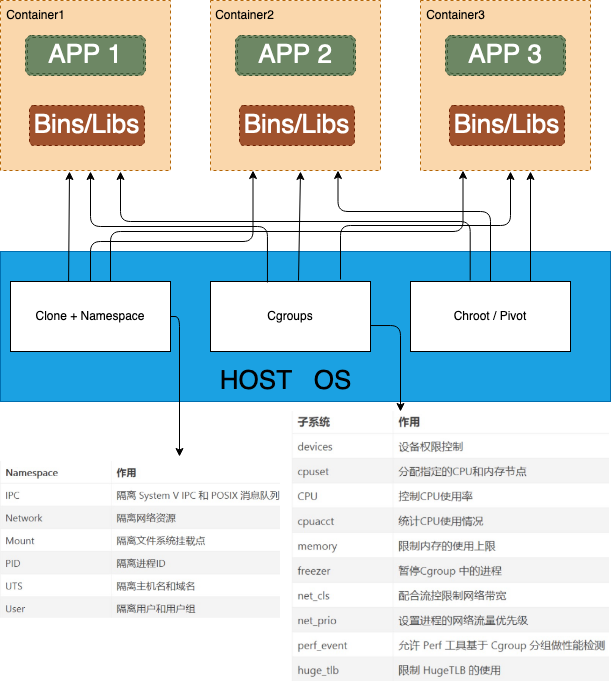 Container1
Container2
Container3
APP 1
APP 2
APP 3
Bins/Libs
Bins/Libs
Bins/Libs
Clone + Namespace
Cgroups
Chroot / Pivot
HOST OS
Namespace 作用
IPC 隔离 System V IPC 和 POSIX 消息队列
Network 隔离网络资源
Mount 隔离文件系统挂载点
PID 隔离进程ID
UTS 隔离主机名和域名
User 隔离用户和用户组
子系统 作用
devices 设备权限控制
cpuset 分配指定的CPU和内存节点
CPU 控制CPU使用率
cpuacct 统计CPU使用情况
memory 限制内存的使用上限
freezer 暂停Cgroup 中的进程
net_cls 配合流控限制网络带宽
net_prio 设置进程的网络流量优先级
perf_event 允许 Perf 工具基于 Cgroup 分组做性能检测
huge_tlb 限制 HugeTLB 的使用